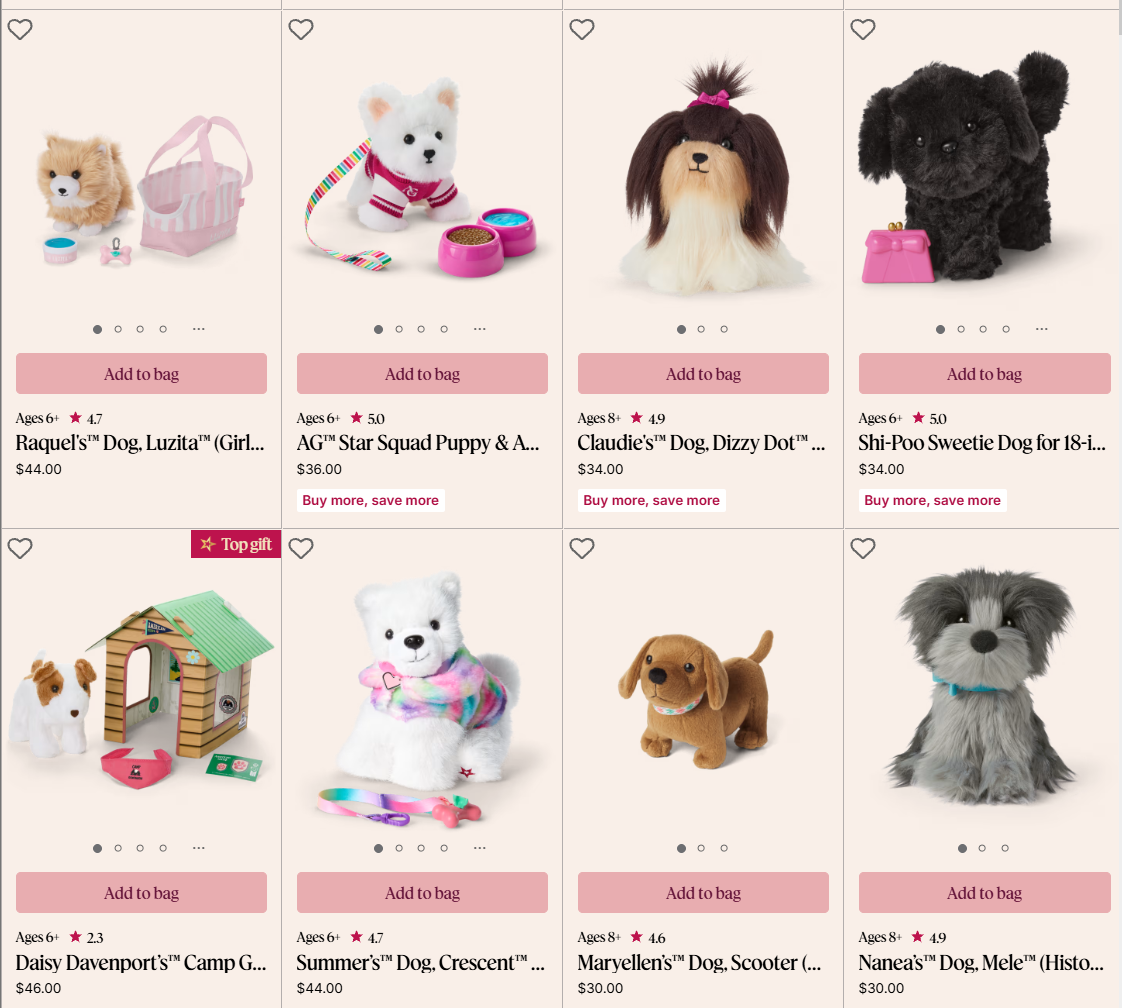 Add to bag
Ages 6+ ★ 4.7
Raquel's™ Dog, Luzita™ (Girl...
$44.00
Add to bag
Ages 6+ ★ 5.0
AG™ Star Squad Puppy & A...
$36.00
Buy more, save more
Add to bag
Ages 8+ ★ 4.9
Claudie's™ Dog, Dizzy Dot™ ...
$34.00
Buy more, save more
Add to bag
Ages 6+ ★ 5.0
Shi-Poo Sweetie Dog for 18-i...
$34.00
Buy more, save more
Top gift
Add to bag
Ages 6+ ★ 2.3
Daisy Davenport’s™ Camp G...
$46.00
Add to bag
Ages 6+ ★ 4.7
Summer’s™ Dog, Crescent™ ...
$44.00
Add to bag
Ages 8+ ★ 4.6
Maryellen’s™ Dog, Scooter (...
$30.00
Add to bag
Ages 8+ ★ 4.9
Nanea’s™ Dog, Mele™ (Histo...
$30.00